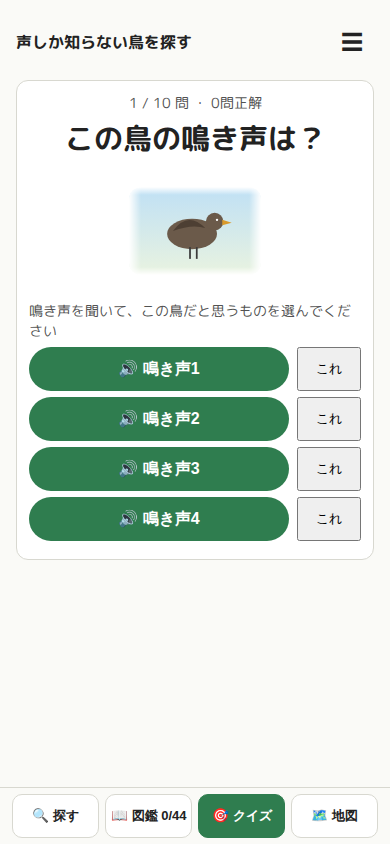 声しか知らない鳥を探す
1 / 10 問 · 0問正解
この鳥の鳴き声は？
鳴き声を聞いて、この鳥だと思うものを選んでくだ
さい
🔊 鳴き声1 これ
🔊 鳴き声2 これ
🔊 鳴き声3 これ
🔊 鳴き声4 これ
🔍 探す 📖 図鑑 0/44 🎯 クイズ 🗺️ 地図